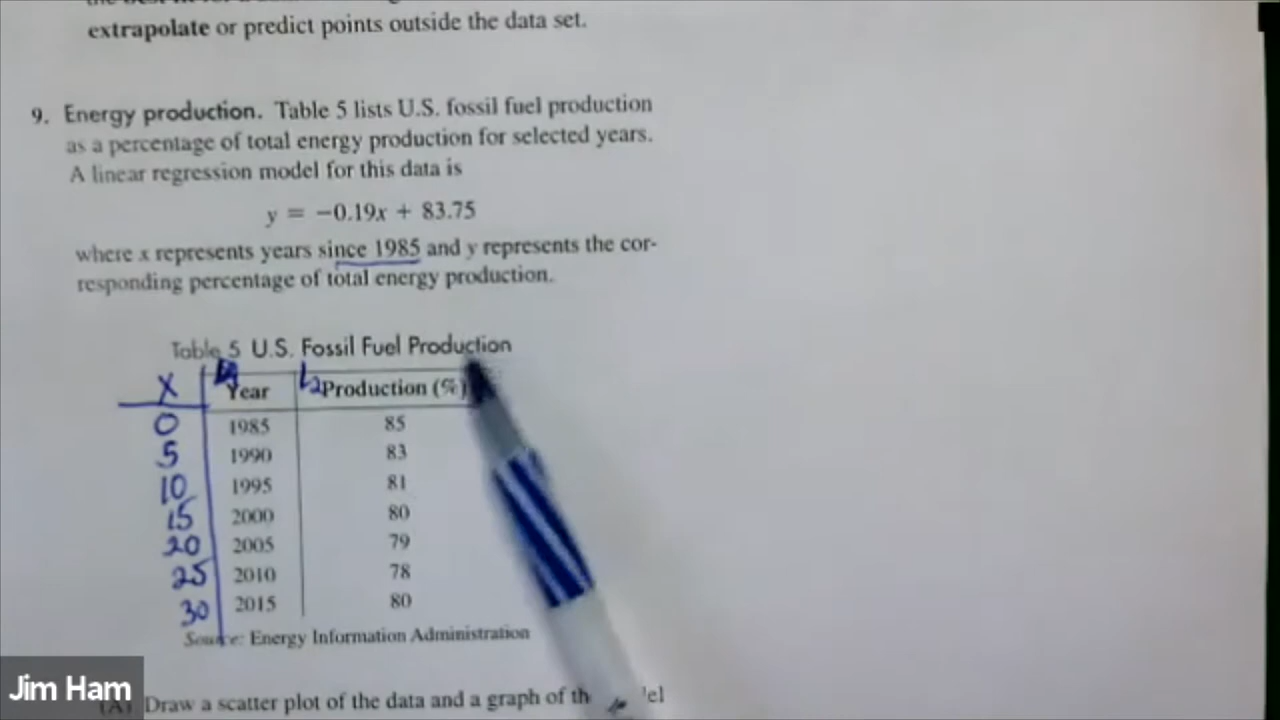 extrapolate or predict points outside the data set.
9. Energy production. Table 5 lists U.S. fossil fuel production
as a percentage of total energy production for selected years.
A linear regression model for this data is
y = −0.19x + 83.75
where x represents years since 1985 and y represents the cor-
responding percentage of total energy production.
Table 5 U.S. Fossil Fuel Production
X Year Production (%)
0 1985 85
5 1990 83
10 1995 81
15 2000 80
20 2005 79
25 2010 78
30 2015 80
Source: Energy Information Administration
(A) Draw a scatter plot of the data and a graph of
Jim Ham